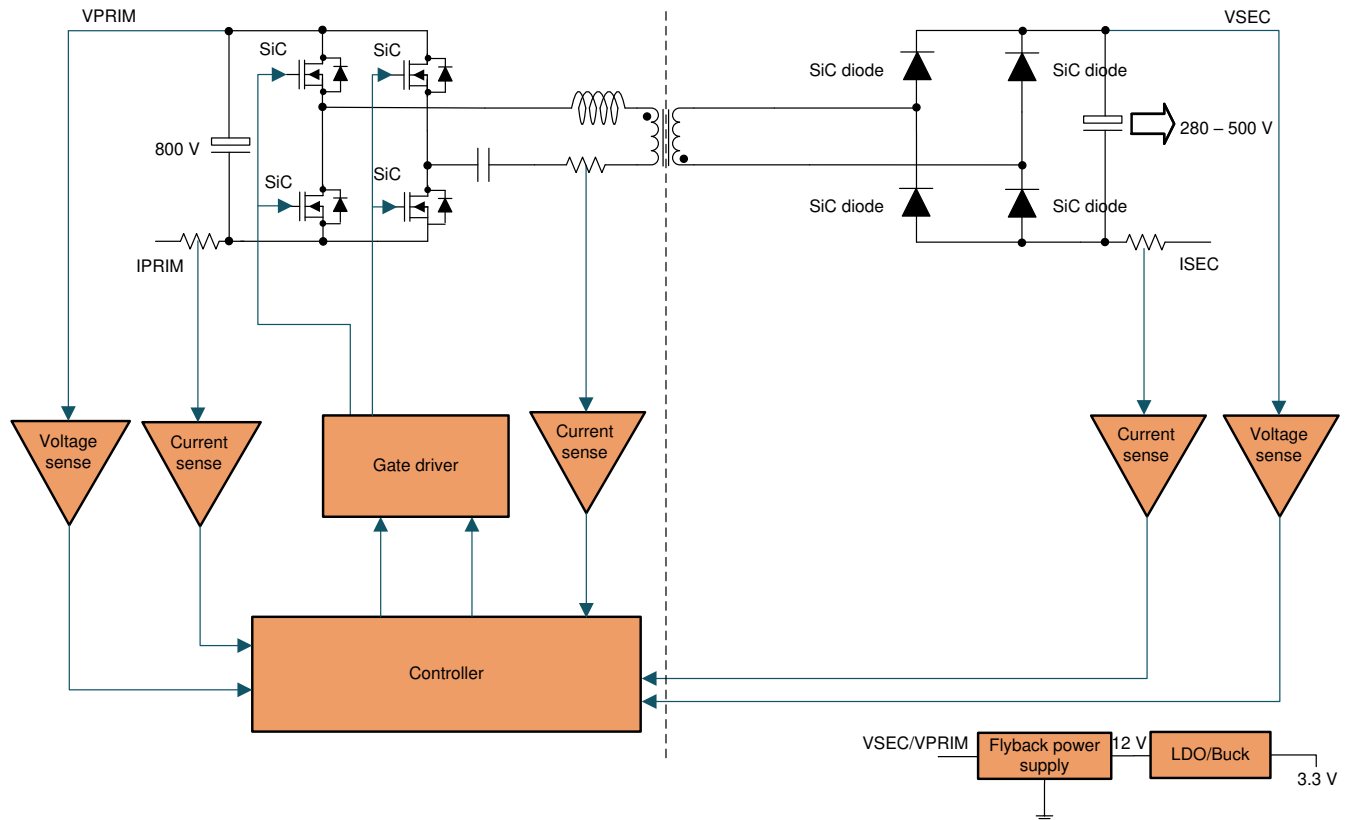 VPRIM
VSEC
SiC
SiC
SiC diode
SiC diode
800 V
280 – 500 V
SiC
SiC
SiC diode
SiC diode
IPRIM
ISEC
Voltage
sense
Current
sense
Gate driver
Current
sense
Current
sense
Voltage
sense
Controller
VSEC/VPRIM
Flyback power
supply
12 V
LDO/Buck
3.3 V